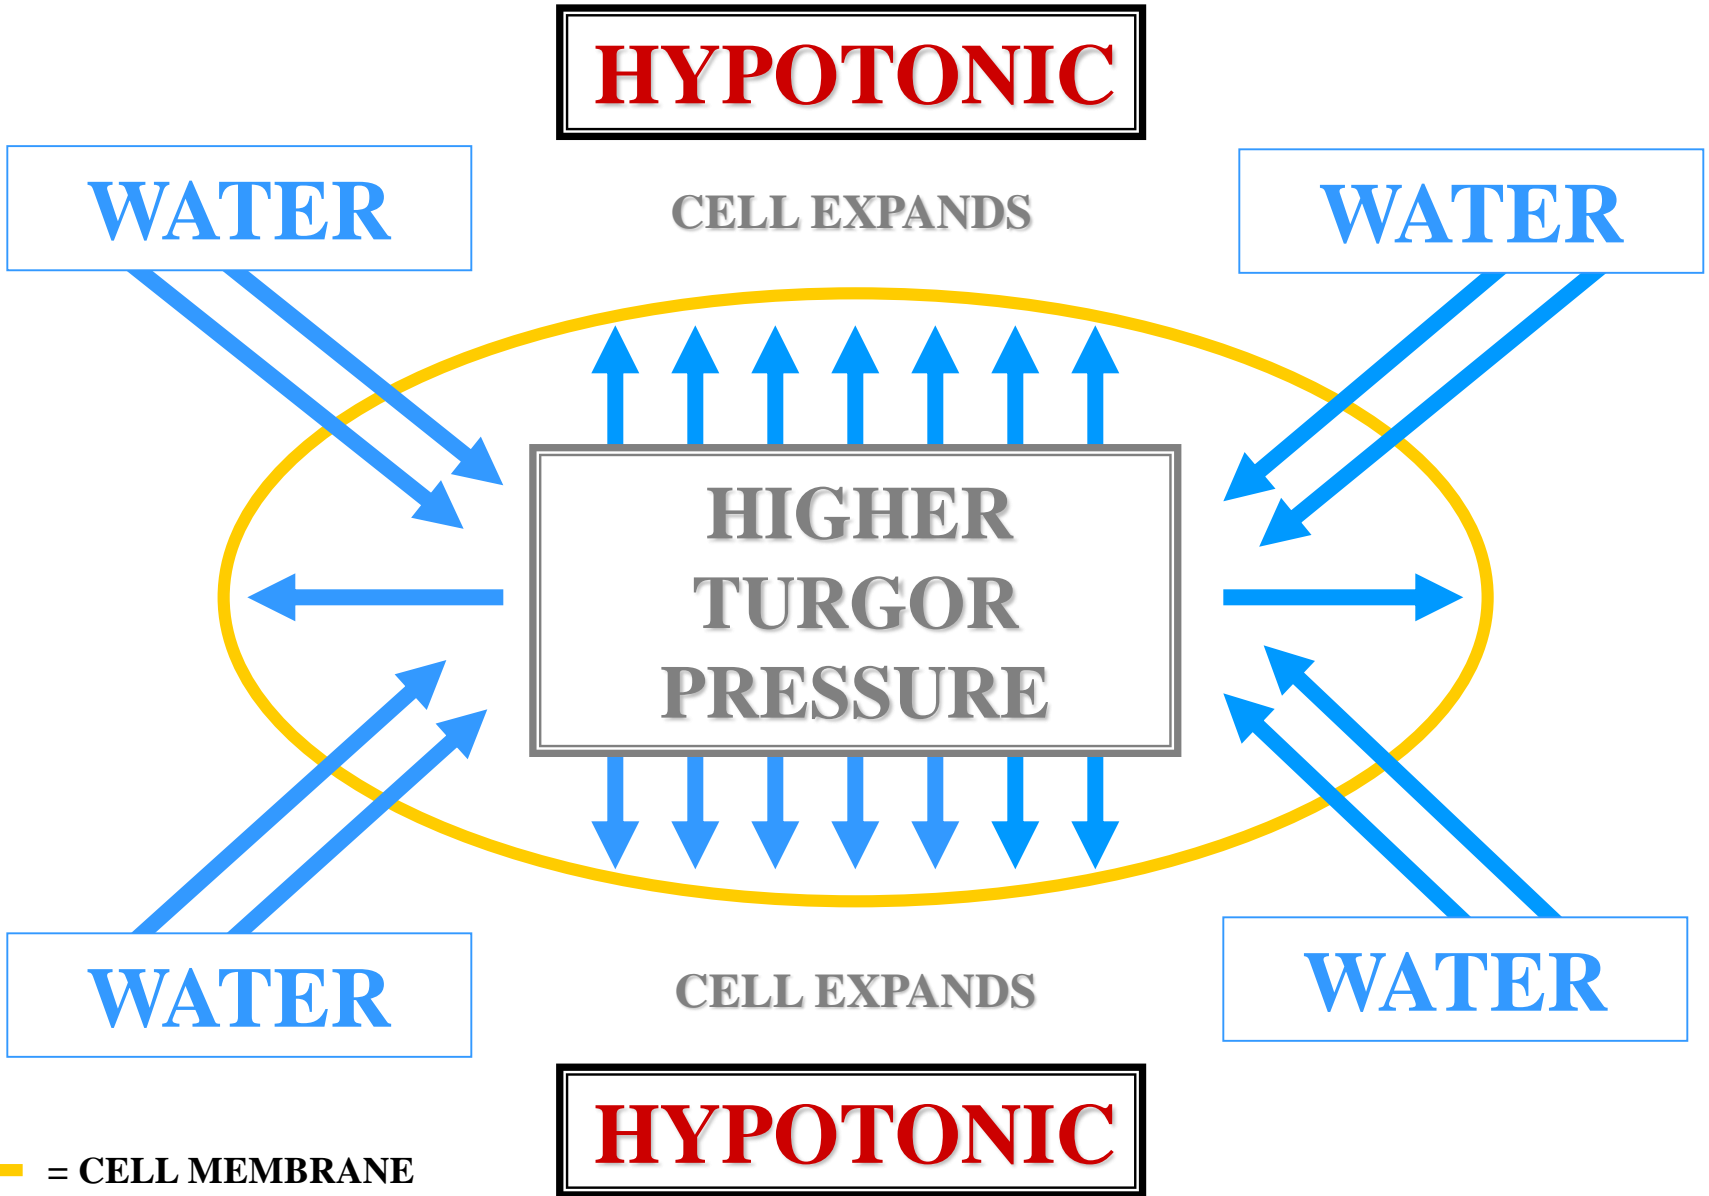 HYPOTONIC
WATER
CELL EXPANDS
WATER
HIGHER
TURGOR
PRESSURE
WATER
CELL EXPANDS
WATER
HYPOTONIC
= CELL MEMBRANE